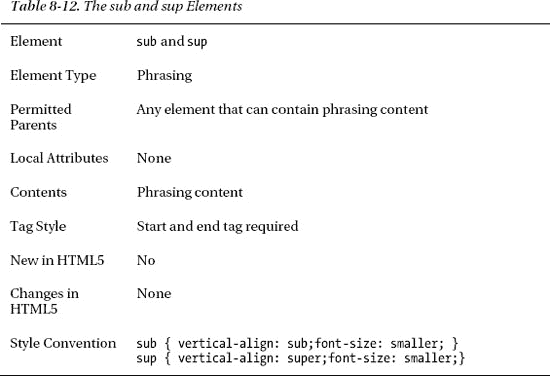 Table 8-12. The sub and sup Elements
Element sub and sup
Element Type Phrasing
Permitted Parents Any element that can contain phrasing content
Local Attributes None
Contents Phrasing content
Tag Style Start and end tag required
New in HTML5 No
Changes in HTML5 None
Style Convention sub { vertical-align: sub;font-size: smaller; }
sup { vertical-align: super;font-size: smaller;}